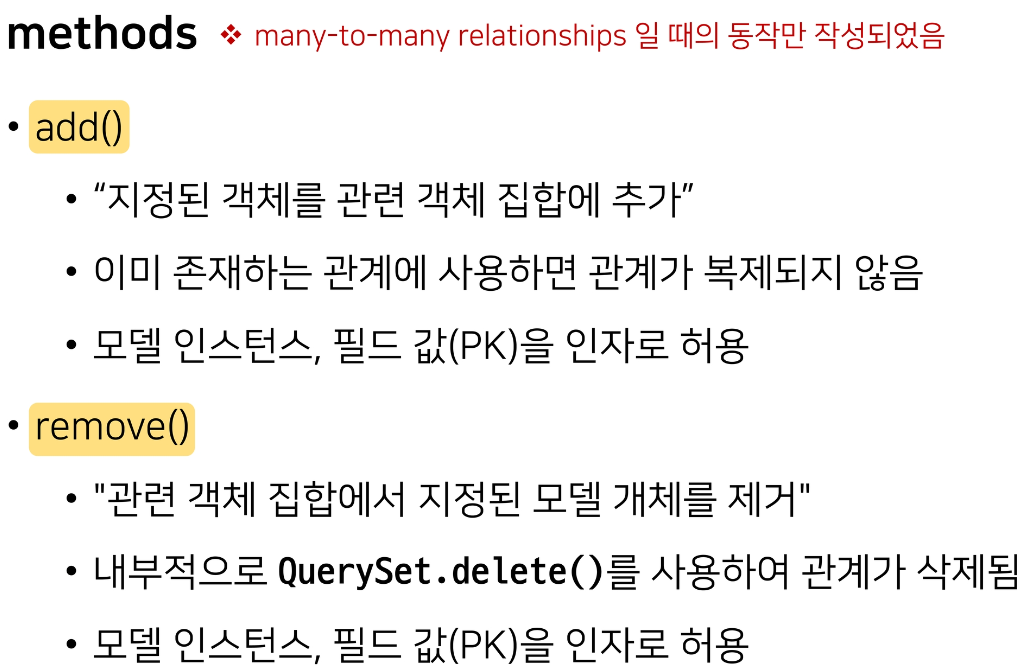 methods ❖ many-to-many relationships 일 때의 동작만 작성되었음
• add()
• “지정된 객체를 관련 객체 집합에 추가”
• 이미 존재하는 관계에 사용하면 관계가 복제되지 않음
• 모델 인스턴스, 필드 값(PK)을 인자로 허용
• remove()
• "관련 객체 집합에서 지정된 모델 개체를 제거"
• 내부적으로 QuerySet.delete()를 사용하여 관계가 삭제됨
• 모델 인스턴스, 필드 값(PK)을 인자로 허용